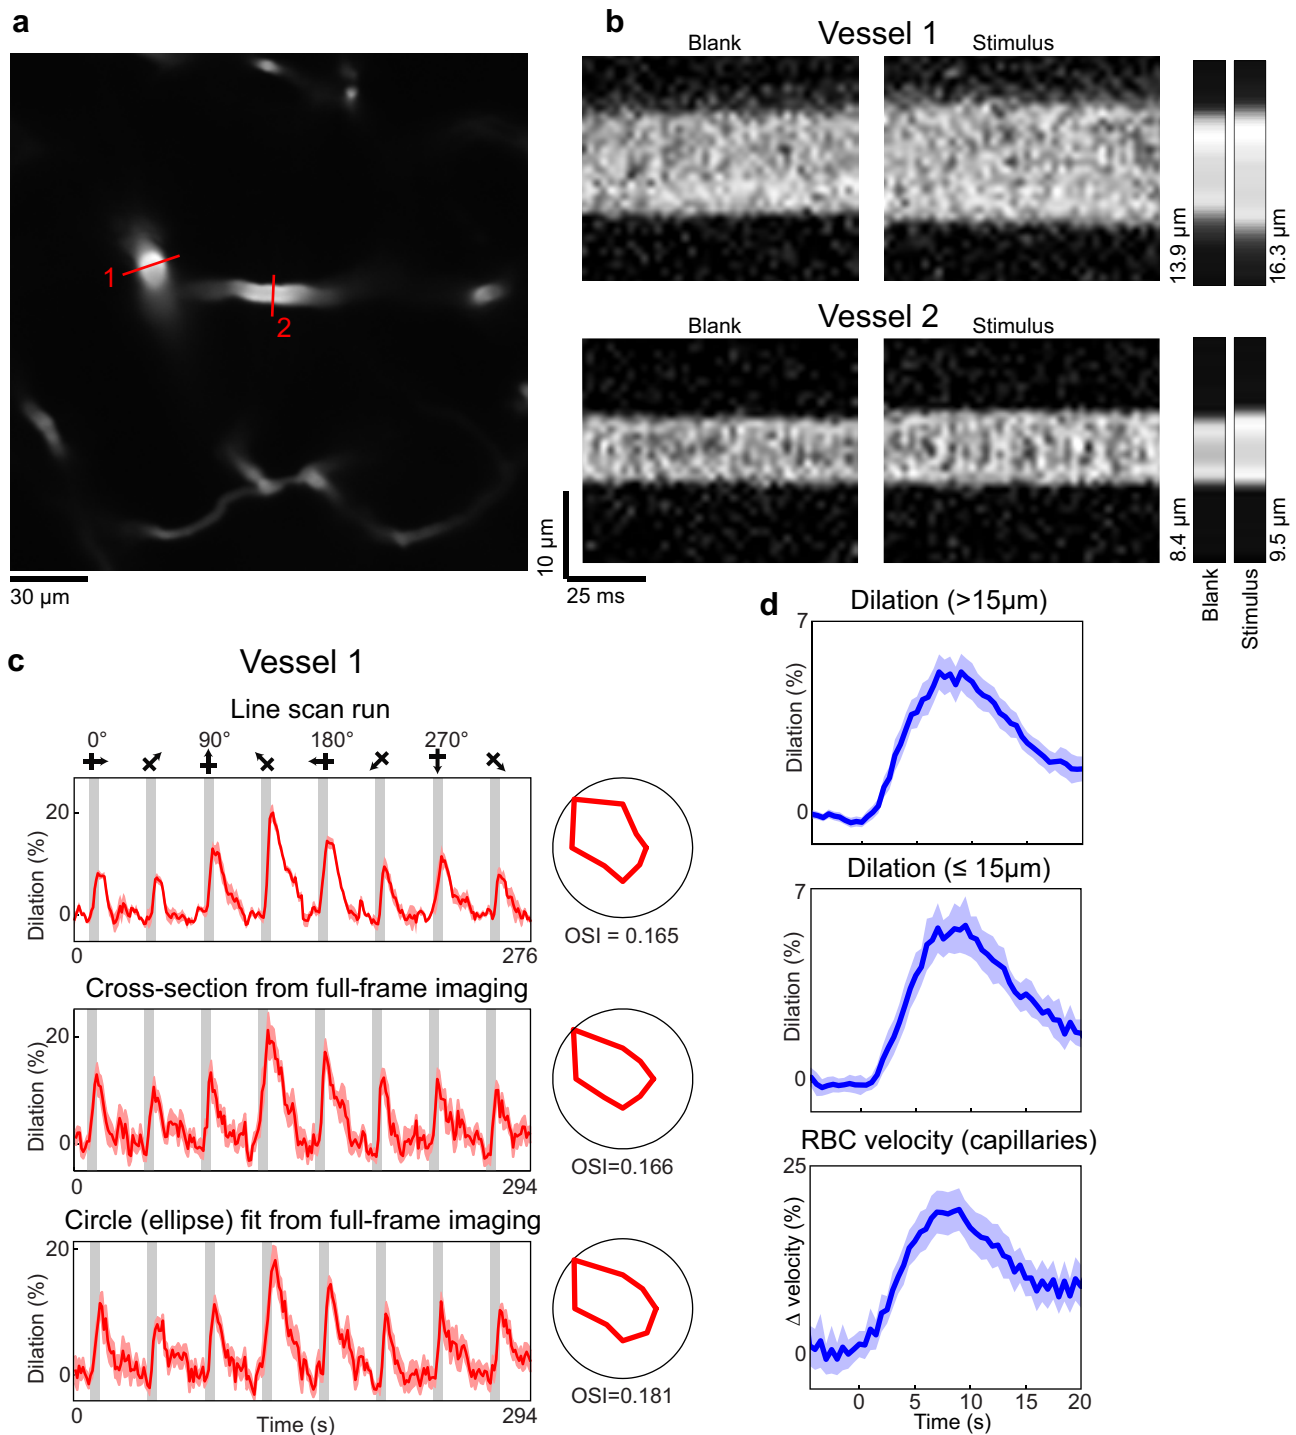 a
1
2
30 µm
b
Vessel 1
Blank
Stimulus
13.9 µm
16.3 µm
Vessel 2
Blank
Stimulus
8.4 µm
9.5 µm
Blank
Stimulus
10 µm
25 ms
c
Vessel 1
Line scan run
0°
90°
180°
270°
Dilation (%)
20
0
0
276
OSI = 0.165
Cross-section from full-frame imaging
Dilation (%)
20
0
0
294
OSI=0.166
Circle (ellipse) fit from full-frame imaging
Dilation (%)
20
0
0
294
Time (s)
OSI=0.181
d
Dilation (>15µm)
7
0
Dilation (%)
Dilation (≤ 15µm)
7
0
Dilation (%)
RBC velocity (capillaries)
25
0
Δ velocity (%)
0
5
10
15
20
Time (s)